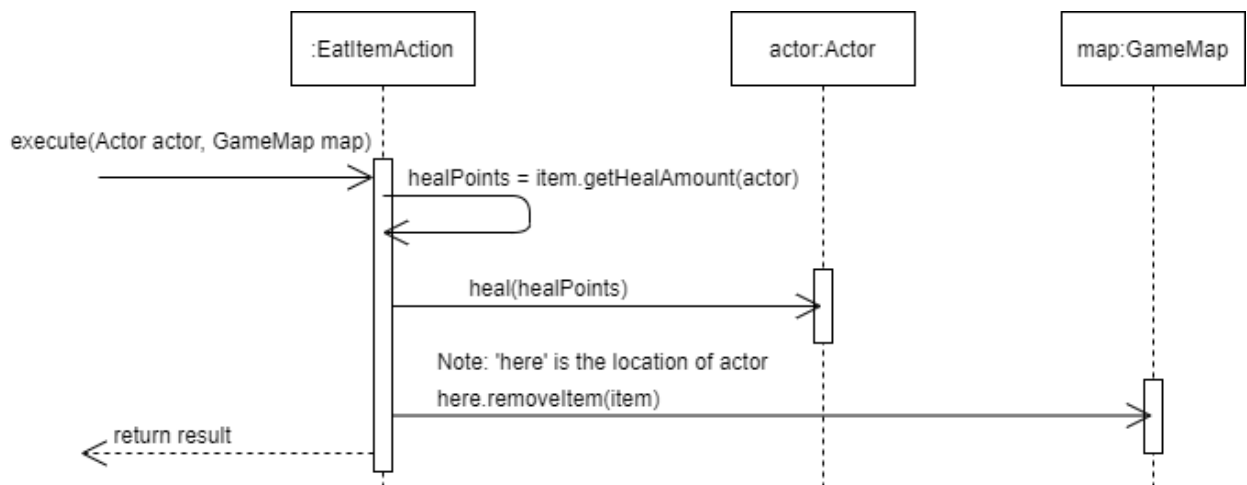 :EatItemAction
actor:Actor
map:GameMap
execute(Actor actor, GameMap map)
healPoints = item.getHealAmount(actor)
heal(healPoints)
Note: 'here' is the location of actor
here.removeItem(item)
return result